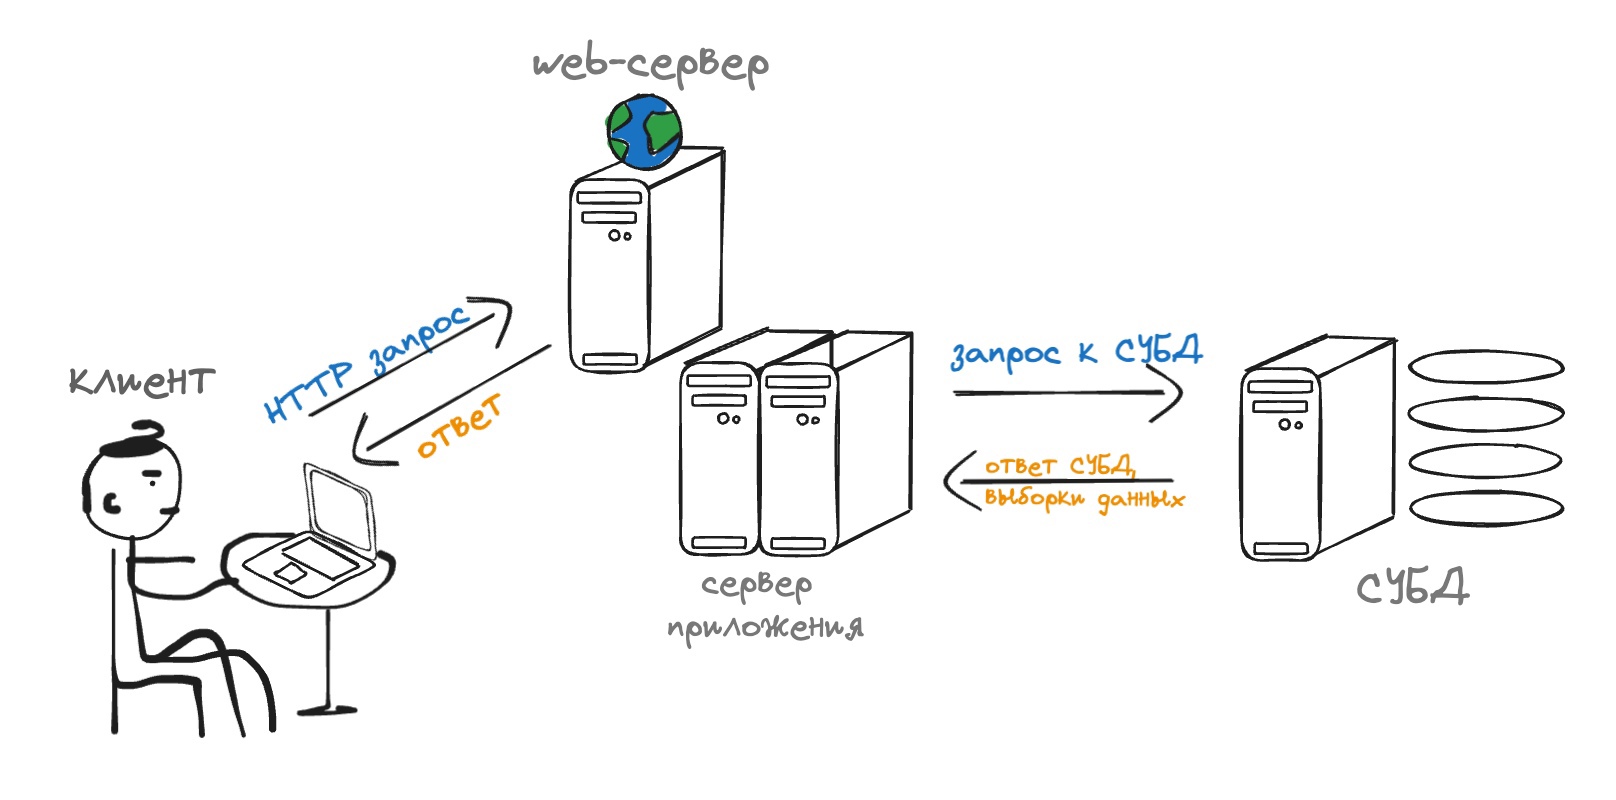 web-сервер
HTTP запрос
ответ
клиент
запрос к СУБД
ответ СУБД,
выборки данных
сервер
приложения
СУБД